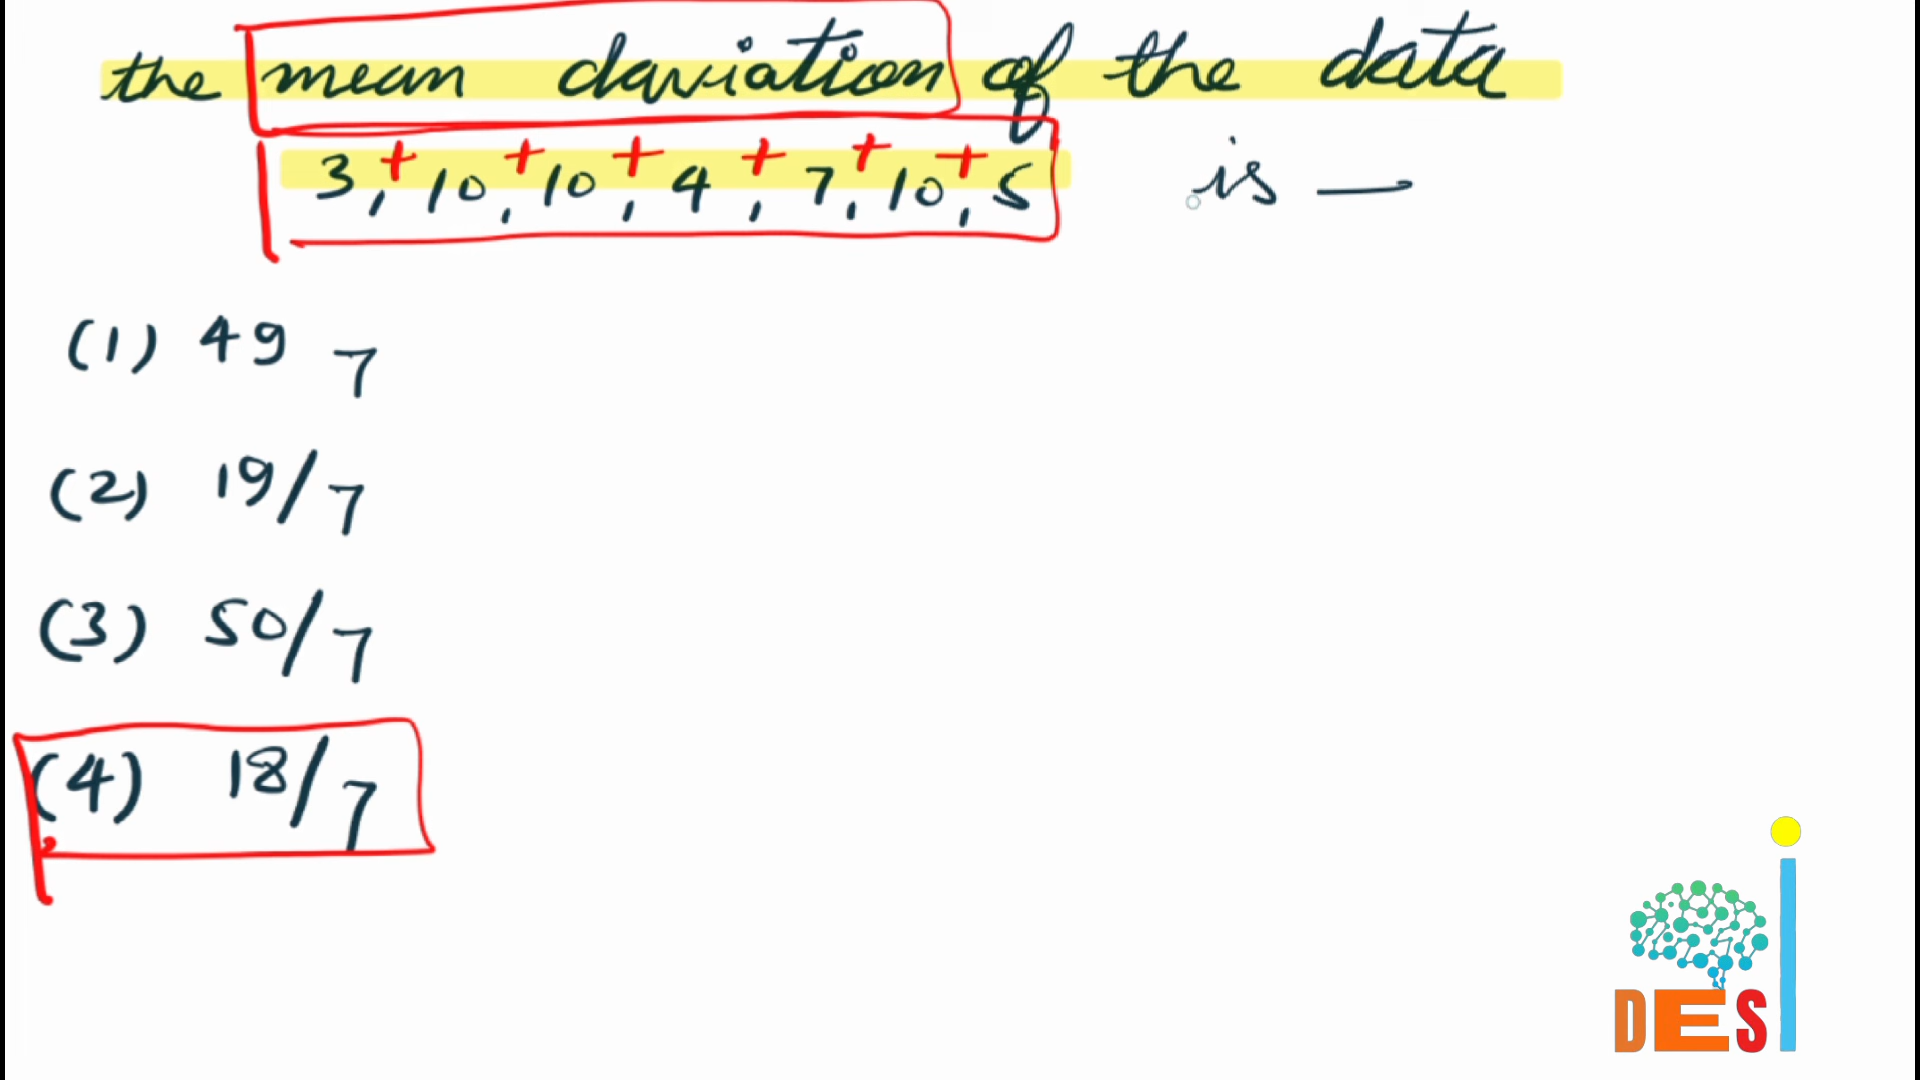 the mean daviation of the data
3, + 10, + 10, + 4, + 7, + 10, + 5 is —
(1) 49 7
(2) 19/7
(3) 50/7
(4) 18/7
DESi